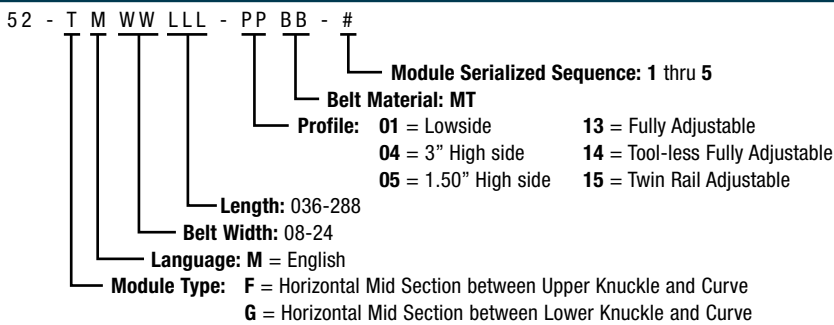 52 - T M WW LLL - PP BB - #
Module Serialized Sequence: 1 thru 5
Belt Material: MT
Profile: 01 = Lowside 13 = Fully Adjustable
04 = 3” High side 14 = Tool-less Fully Adjustable
05 = 1.50” High side 15 = Twin Rail Adjustable
Length: 036-288
Belt Width: 08-24
Language: M = English
Module Type: F = Horizontal Mid Section between Upper Knuckle and Curve
G = Horizontal Mid Section between Lower Knuckle and Curve